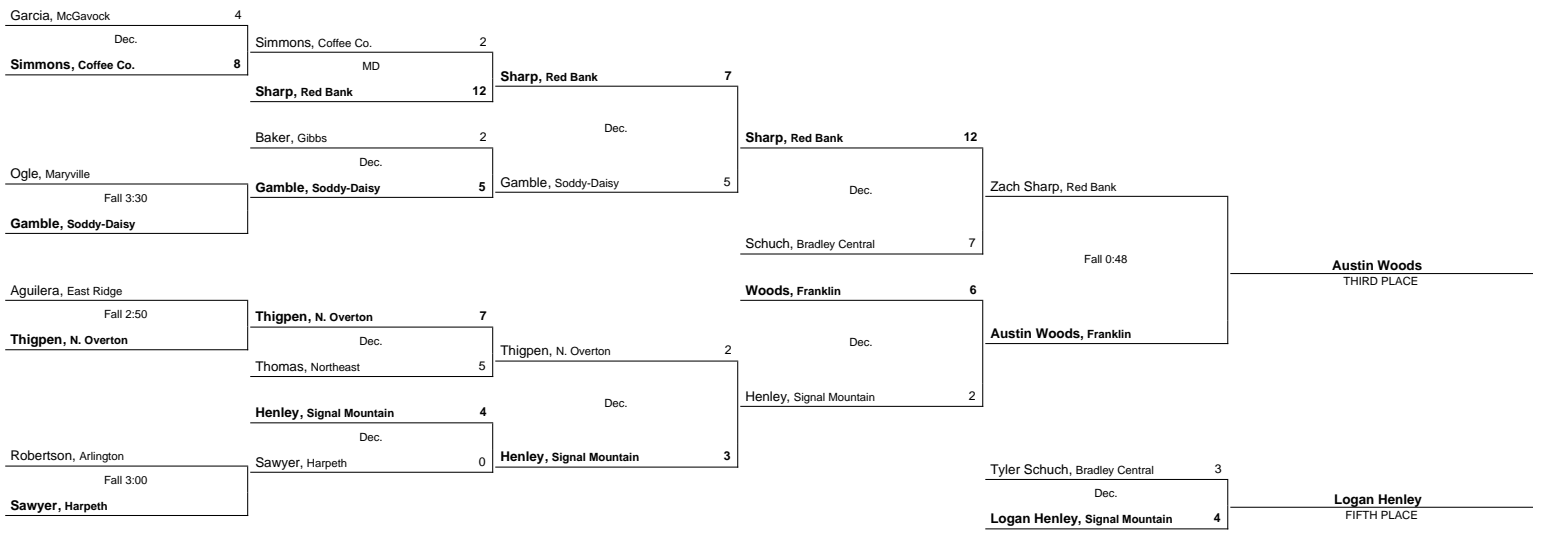 Garcia, McGavock 4
Dec.
Simmons, Coffee Co. 8
Ogle, Maryville
Fall 3:30
Gamble, Soddy-Daisy
Aguilera, East Ridge
Fall 2:50
Thigpen, N. Overton
Robertson, Arlington
Fall 3:00
Sawyer, Harpeth
Simmons, Coffee Co. 2
MD
Sharp, Red Bank 12
Baker, Gibbs 2
Dec.
Gamble, Soddy-Daisy 5
Thigpen, N. Overton 7
Dec.
Thomas, Northeast 5
Henley, Signal Mountain 4
Dec.
Sawyer, Harpeth 0
Sharp, Red Bank 7
Dec.
Gamble, Soddy-Daisy 5
Thigpen, N. Overton 2
Dec.
Henley, Signal Mountain 3
Sharp, Red Bank 12
Dec.
Schuch, Bradley Central 7
Woods, Franklin 6
Dec.
Henley, Signal Mountain 2
Zach Sharp, Red Bank
Fall 0:48
Austin Woods, Franklin
Austin Woods
THIRD PLACE
Tyler Schuch, Bradley Central 3
Dec.
Logan Henley, Signal Mountain 4
Logan Henley
FIFTH PLACE